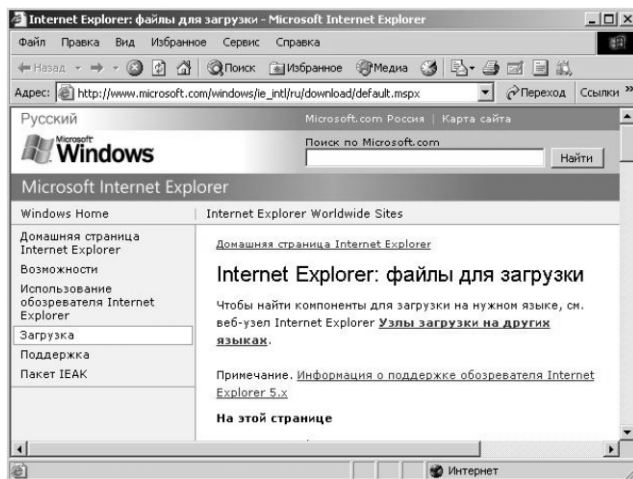 Internet Explorer: файлы для загрузки - Microsoft Internet Explorer
Файл Правка Вид Избранное Сервис Справка
Назад Поиск Избранное Медиа
Адрес: http://www.microsoft.com/windows/ie_intl/ru/download/default.mspx Переход Ссылки »
Русский Microsoft.com Россия | Карта сайта
Microsoft
Windows
Поиск по Microsoft.com
Найти
Microsoft Internet Explorer
Windows Home | Internet Explorer Worldwide Sites
Домашняя страница
Internet Explorer
Возможности
Использование
обозревателя Internet
Explorer
Загрузка
Поддержка
Пакет IEAK
Домашняя страница Internet Explorer
Internet Explorer: файлы для загрузки
Чтобы найти компоненты для загрузки на нужном языке, см.
веб-узел Internet Explorer Узлы загрузки на других
языках.
Примечание. Информация о поддержке обозревателя Internet
Explorer 5.x
На этой странице
Интернет